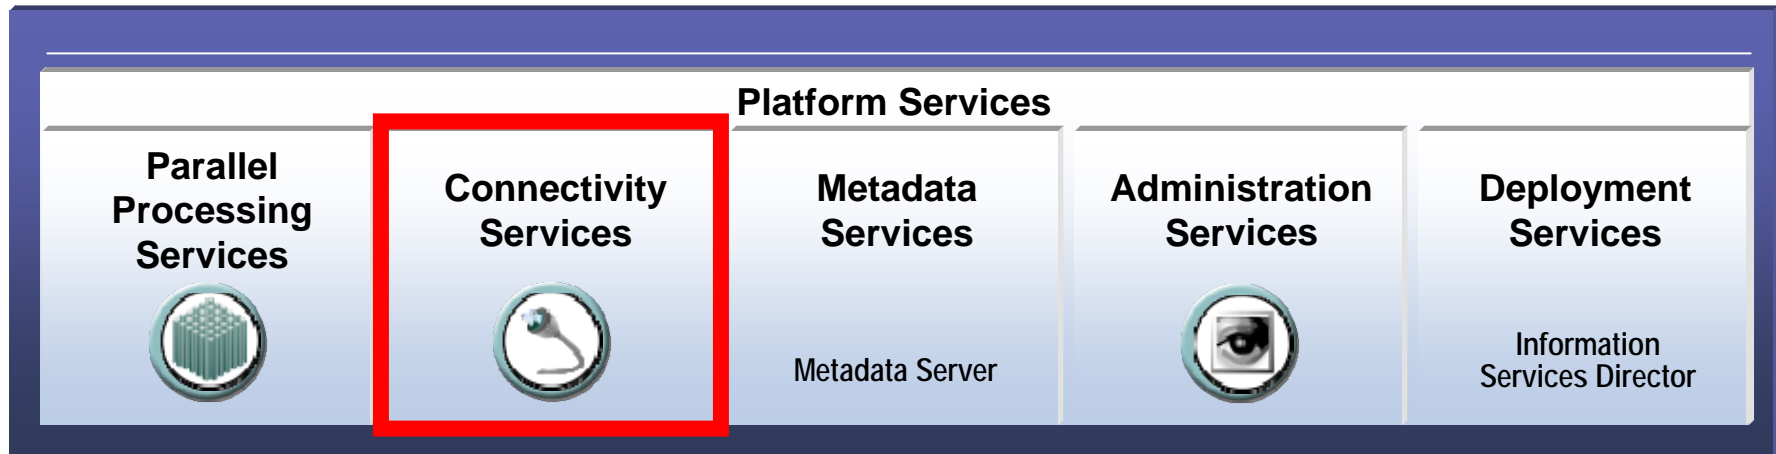 Platform Services
Parallel
Processing
Services
Connectivity
Services
Metadata
Services
Metadata Server
Administration
Services
Deployment
Services
Information
Services Director